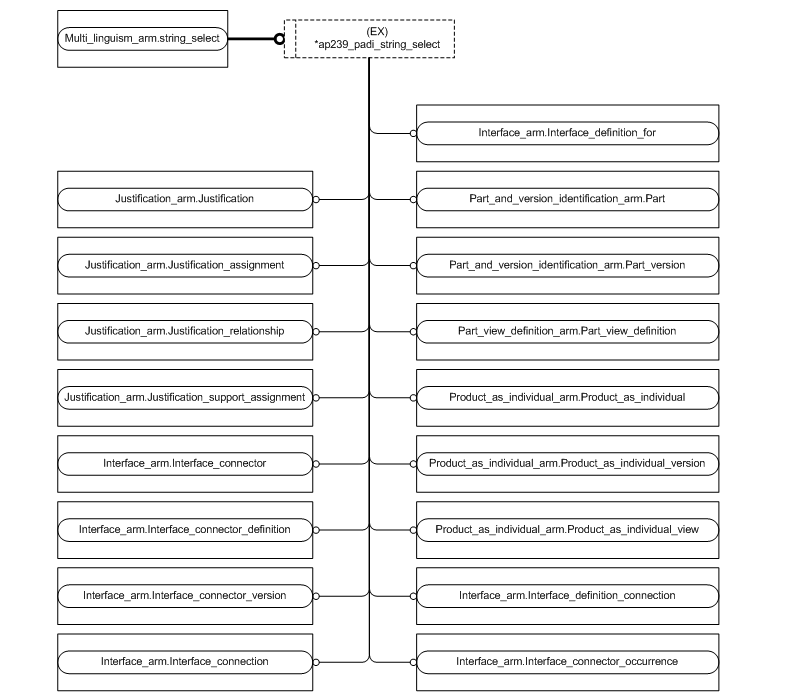 Multi_linguism_arm.string_select
(EX)
*ap239_padi_string_select
Interface_arm.Interface_definition_for
Justification_arm.Justification
Part_and_version_identification_arm.Part
Justification_arm.Justification_assignment
Part_and_version_identification_arm.Part_version
Justification_arm.Justification_relationship
Part_view_definition_arm.Part_view_definition
Justification_arm.Justification_support_assignment
Product_as_individual_arm.Product_as_individual
Interface_arm.Interface_connector
Product_as_individual_arm.Product_as_individual_version
Interface_arm.Interface_connector_definition
Product_as_individual_arm.Product_as_individual_view
Interface_arm.Interface_connector_version
Interface_arm.Interface_definition_connection
Interface_arm.Interface_connection
Interface_arm.Interface_connector_occurrence